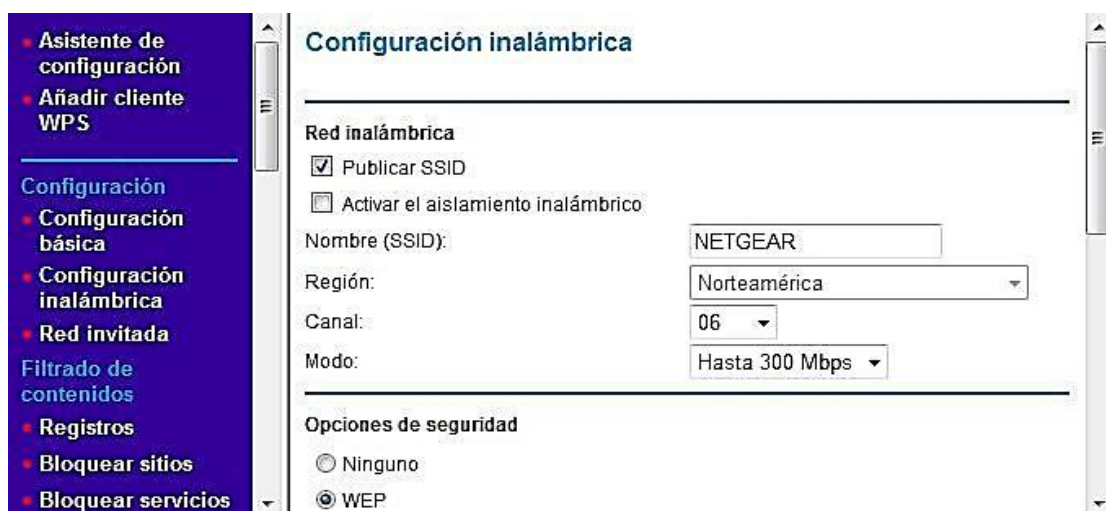 Asistente de
configuración
Añadir cliente
WPS
Configuración
Configuración
básica
Configuración
inalámbrica
Red invitada
Filtrado de
contenidos
Registros
Bloquear sitios
Bloquear servicios
Configuración inalámbrica
Red inalámbrica
Publicar SSID
Activar el aislamiento inalámbrico
Nombre (SSID): NETGEAR
Región: Norteamérica
Canal: 06
Modo: Hasta 300 Mbps
Opciones de seguridad
Ninguno
WEP